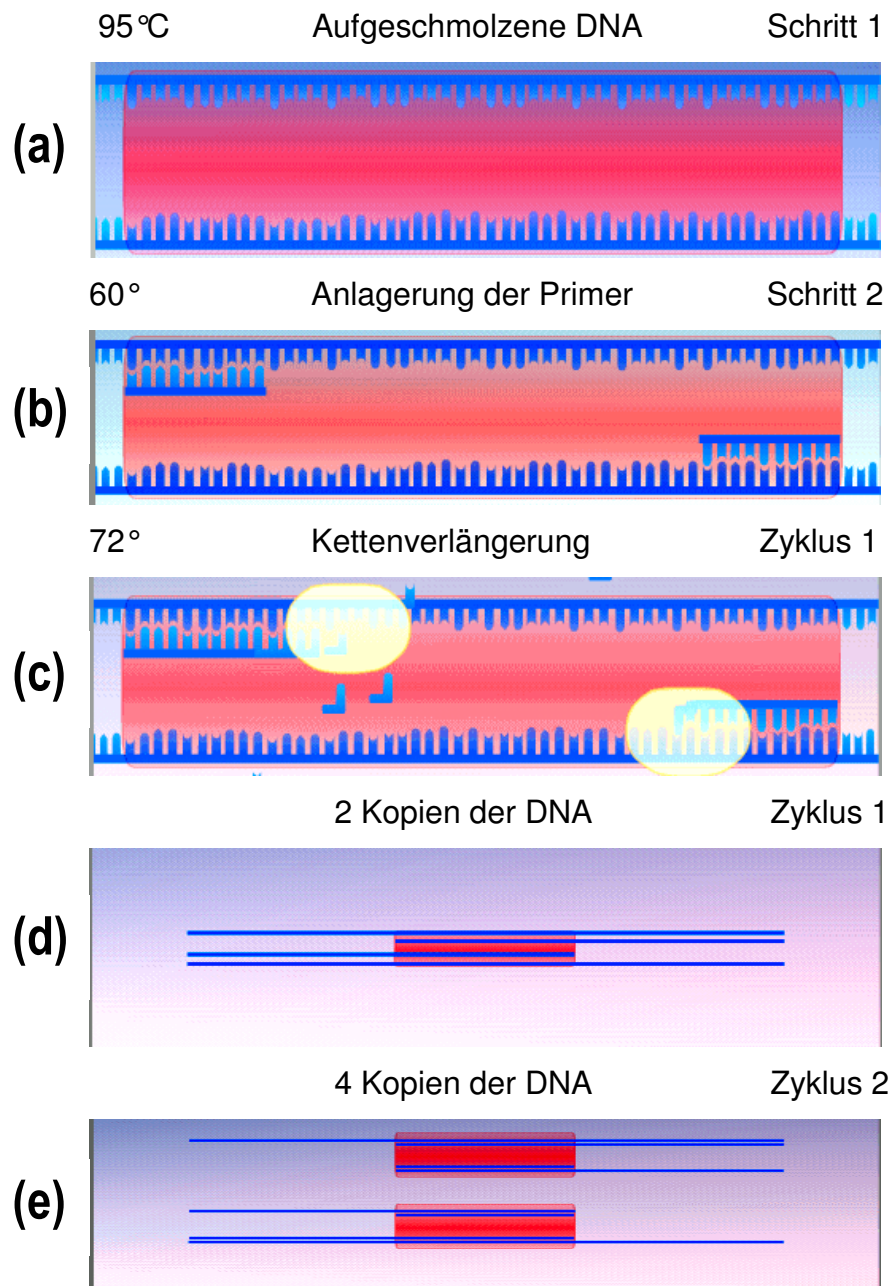 95 °C Aufgeschmolzene DNA Schritt 1
(a)
60° Anlagerung der Primer Schritt 2
(b)
72° Kettenverlängerung Zyklus 1
(c)
2 Kopien der DNA Zyklus 1
(d)
4 Kopien der DNA Zyklus 2
(e)